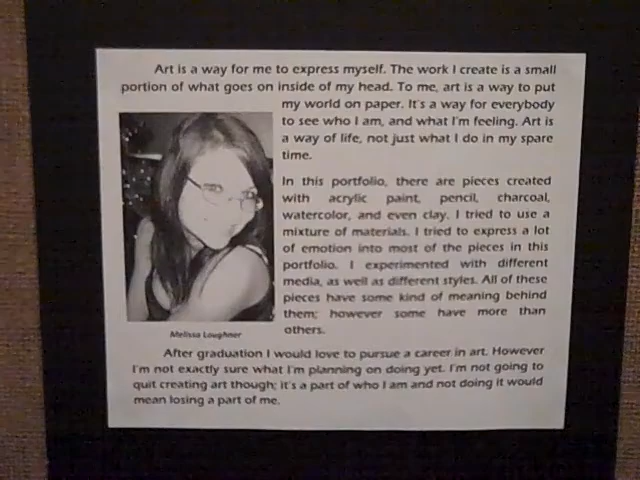 Art is a way for me to express myself. The work I create is a small
portion of what goes on inside of my head. To me, art is a way to put
my world on paper. It's a way for everybody
to see who I am, and what I'm feeling. Art is
a way of life, not just what I do in my spare
time.
In this portfolio, there are pieces created
with acrylic paint, pencil, charcoal,
watercolor, and even clay. I tried to use a
mixture of materials. I tried to express a lot
of emotion into most of the pieces in this
portfolio. I experimented with different
media, as well as different styles. All of these
pieces have some kind of meaning behind
them; however some have more than
others.
Melissa Loughner
After graduation I would love to pursue a career in art. However
I'm not exactly sure what I'm planning on doing yet. I'm not going to
quit creating art though; it's a part of who I am and not doing it would
mean losing a part of me.